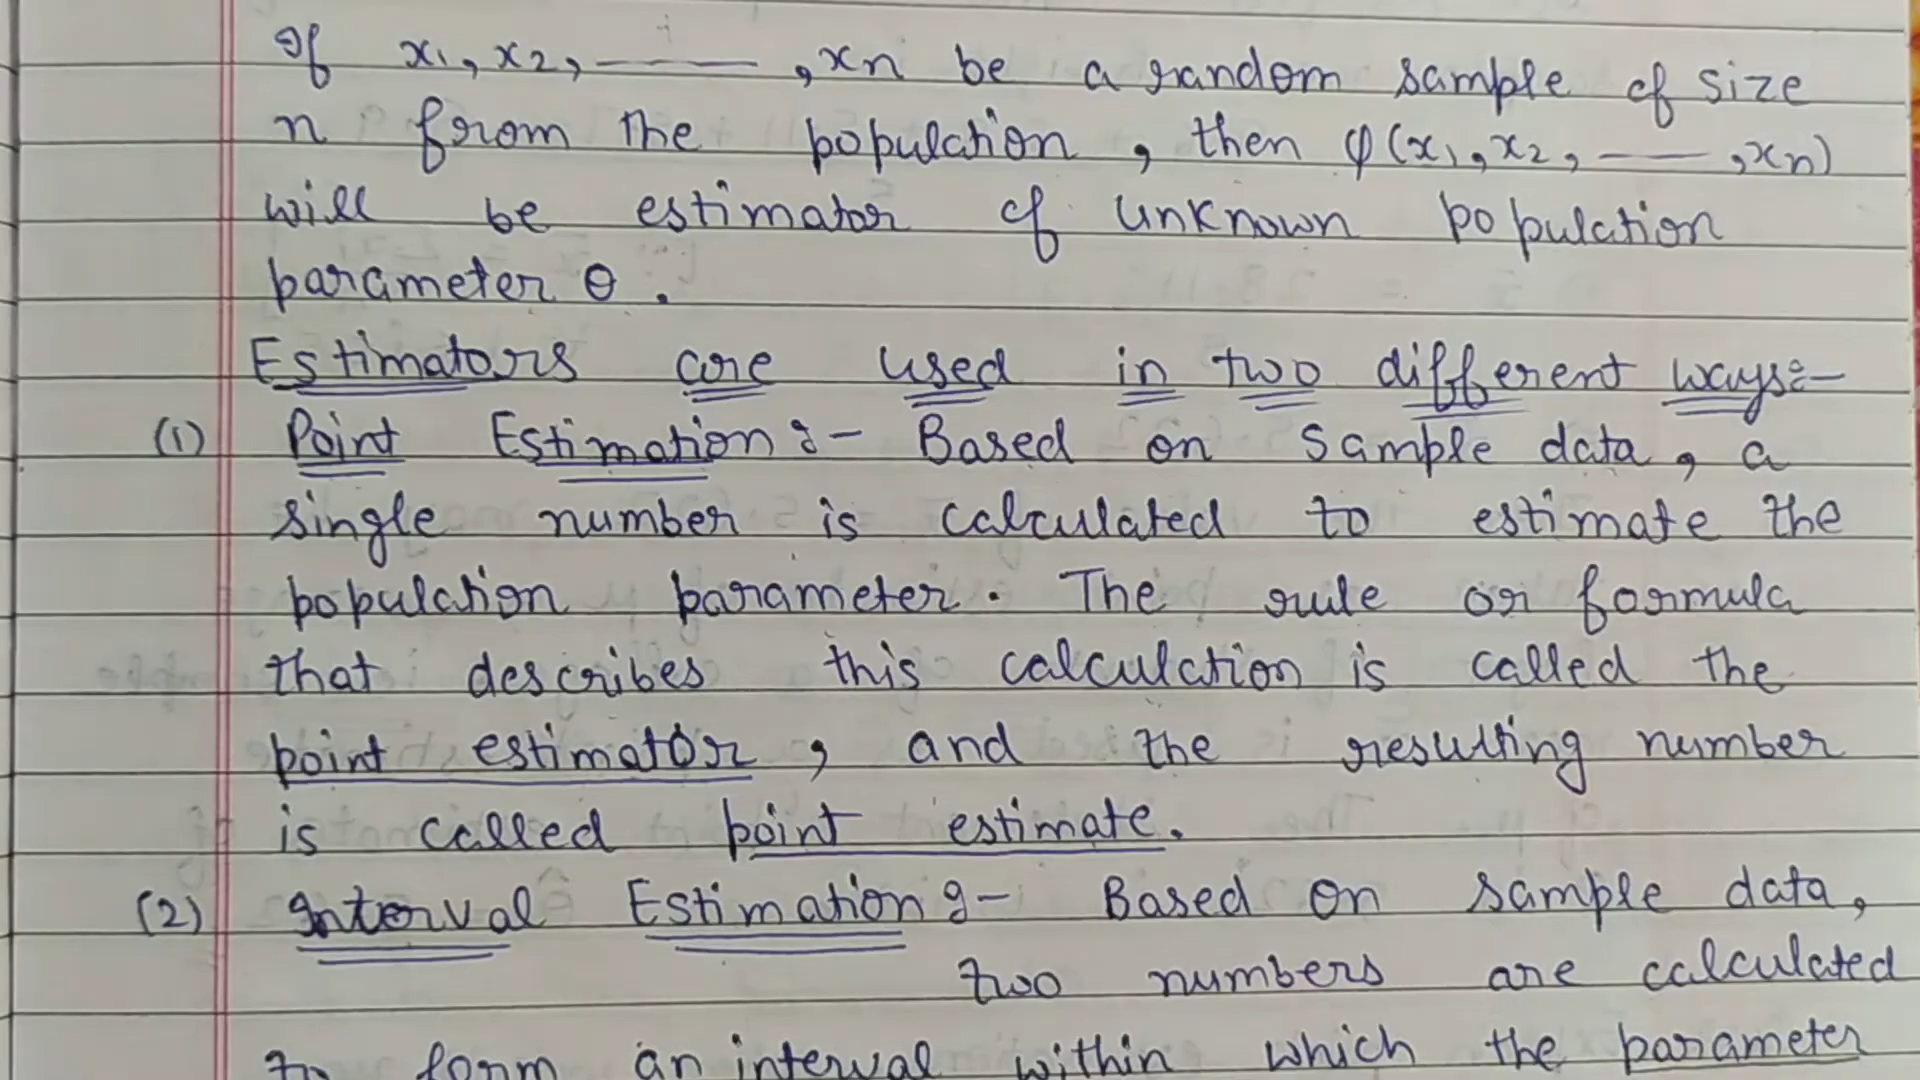 If x1, x2, ——— , xn be a random sample of size
n from the population, then φ(x1, x2, —— , xn)
will be estimator of unknown population
parameter θ.
Estimators are used in two different ways:-
(1) Point Estimation :- Based on sample data, a
single number is calculated to estimate the
population parameter. The rule or formula
that describes this calculation is called the
point estimator, and the resulting number
is called point estimate.
(2) Interval Estimation :- Based on sample data,
two numbers are calculated
to form an interval within which the parameter